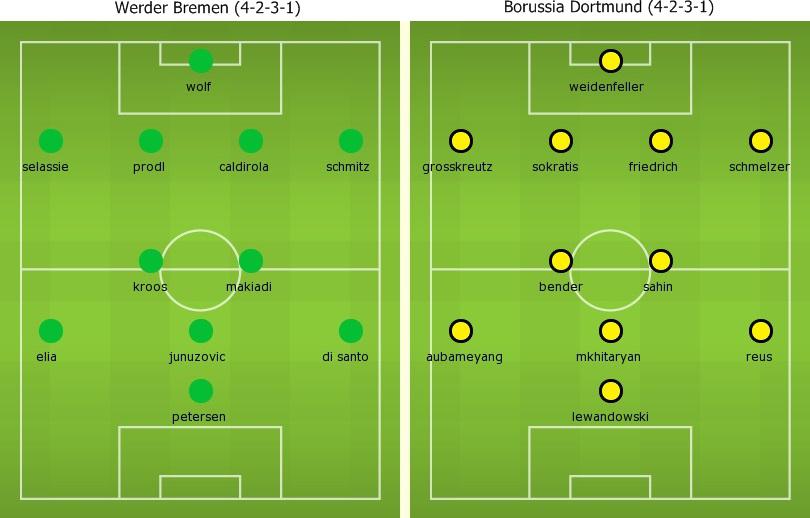 Werder Bremen (4-2-3-1)
wolf
selassie prodl caldirola schmitz
kroos makiadi
elia junuzovic di santo
petersen
Borussia Dortmund (4-2-3-1)
weidenfeller
grosskreutz sokratis friedrich schmelzer
bender sahin
aubameyang mkhitaryan reus
lewandowski